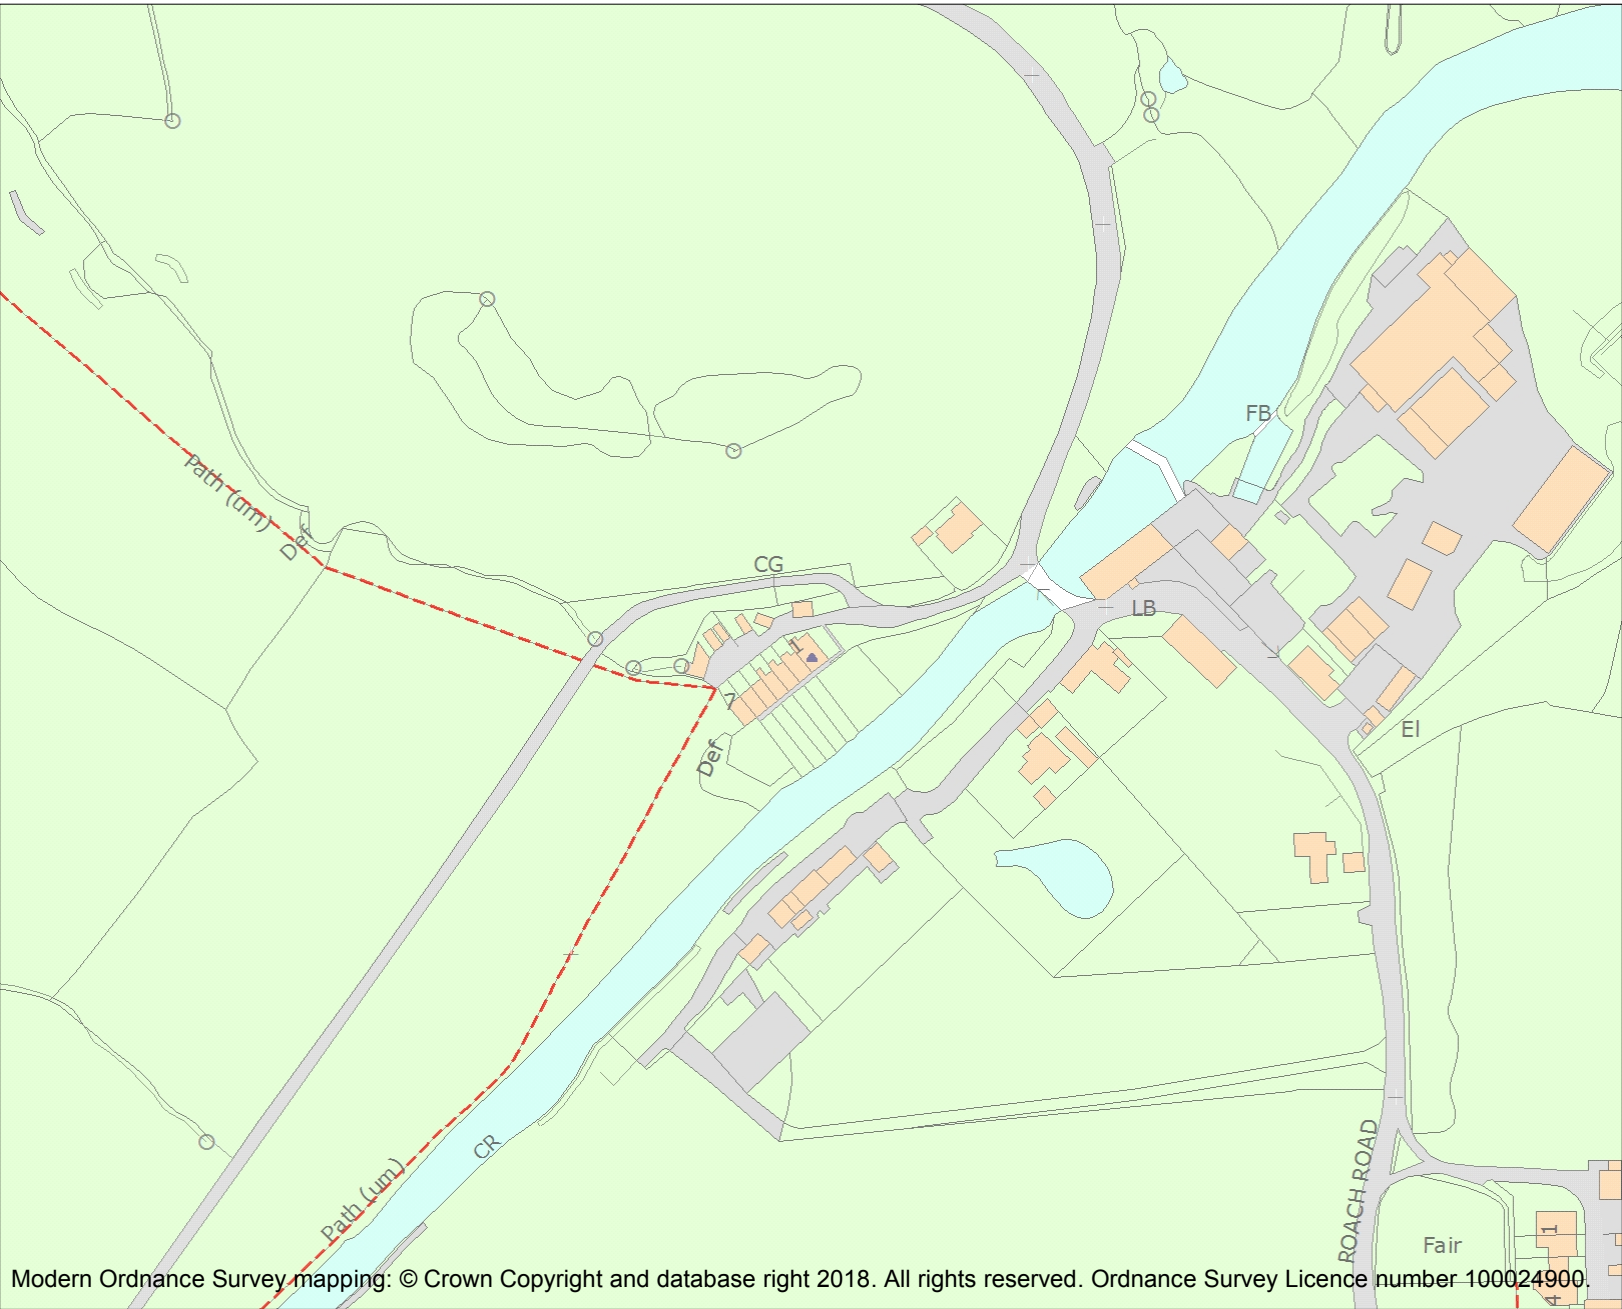 FB
Path (um)
Def
CG
LB
1
7
Def
El
CR
Path (um)
ROACH ROAD
1
Fair
4
Modern Ordnance Survey mapping: © Crown Copyright and database right 2018. All rights reserved. Ordnance Survey Licence number 100024900.